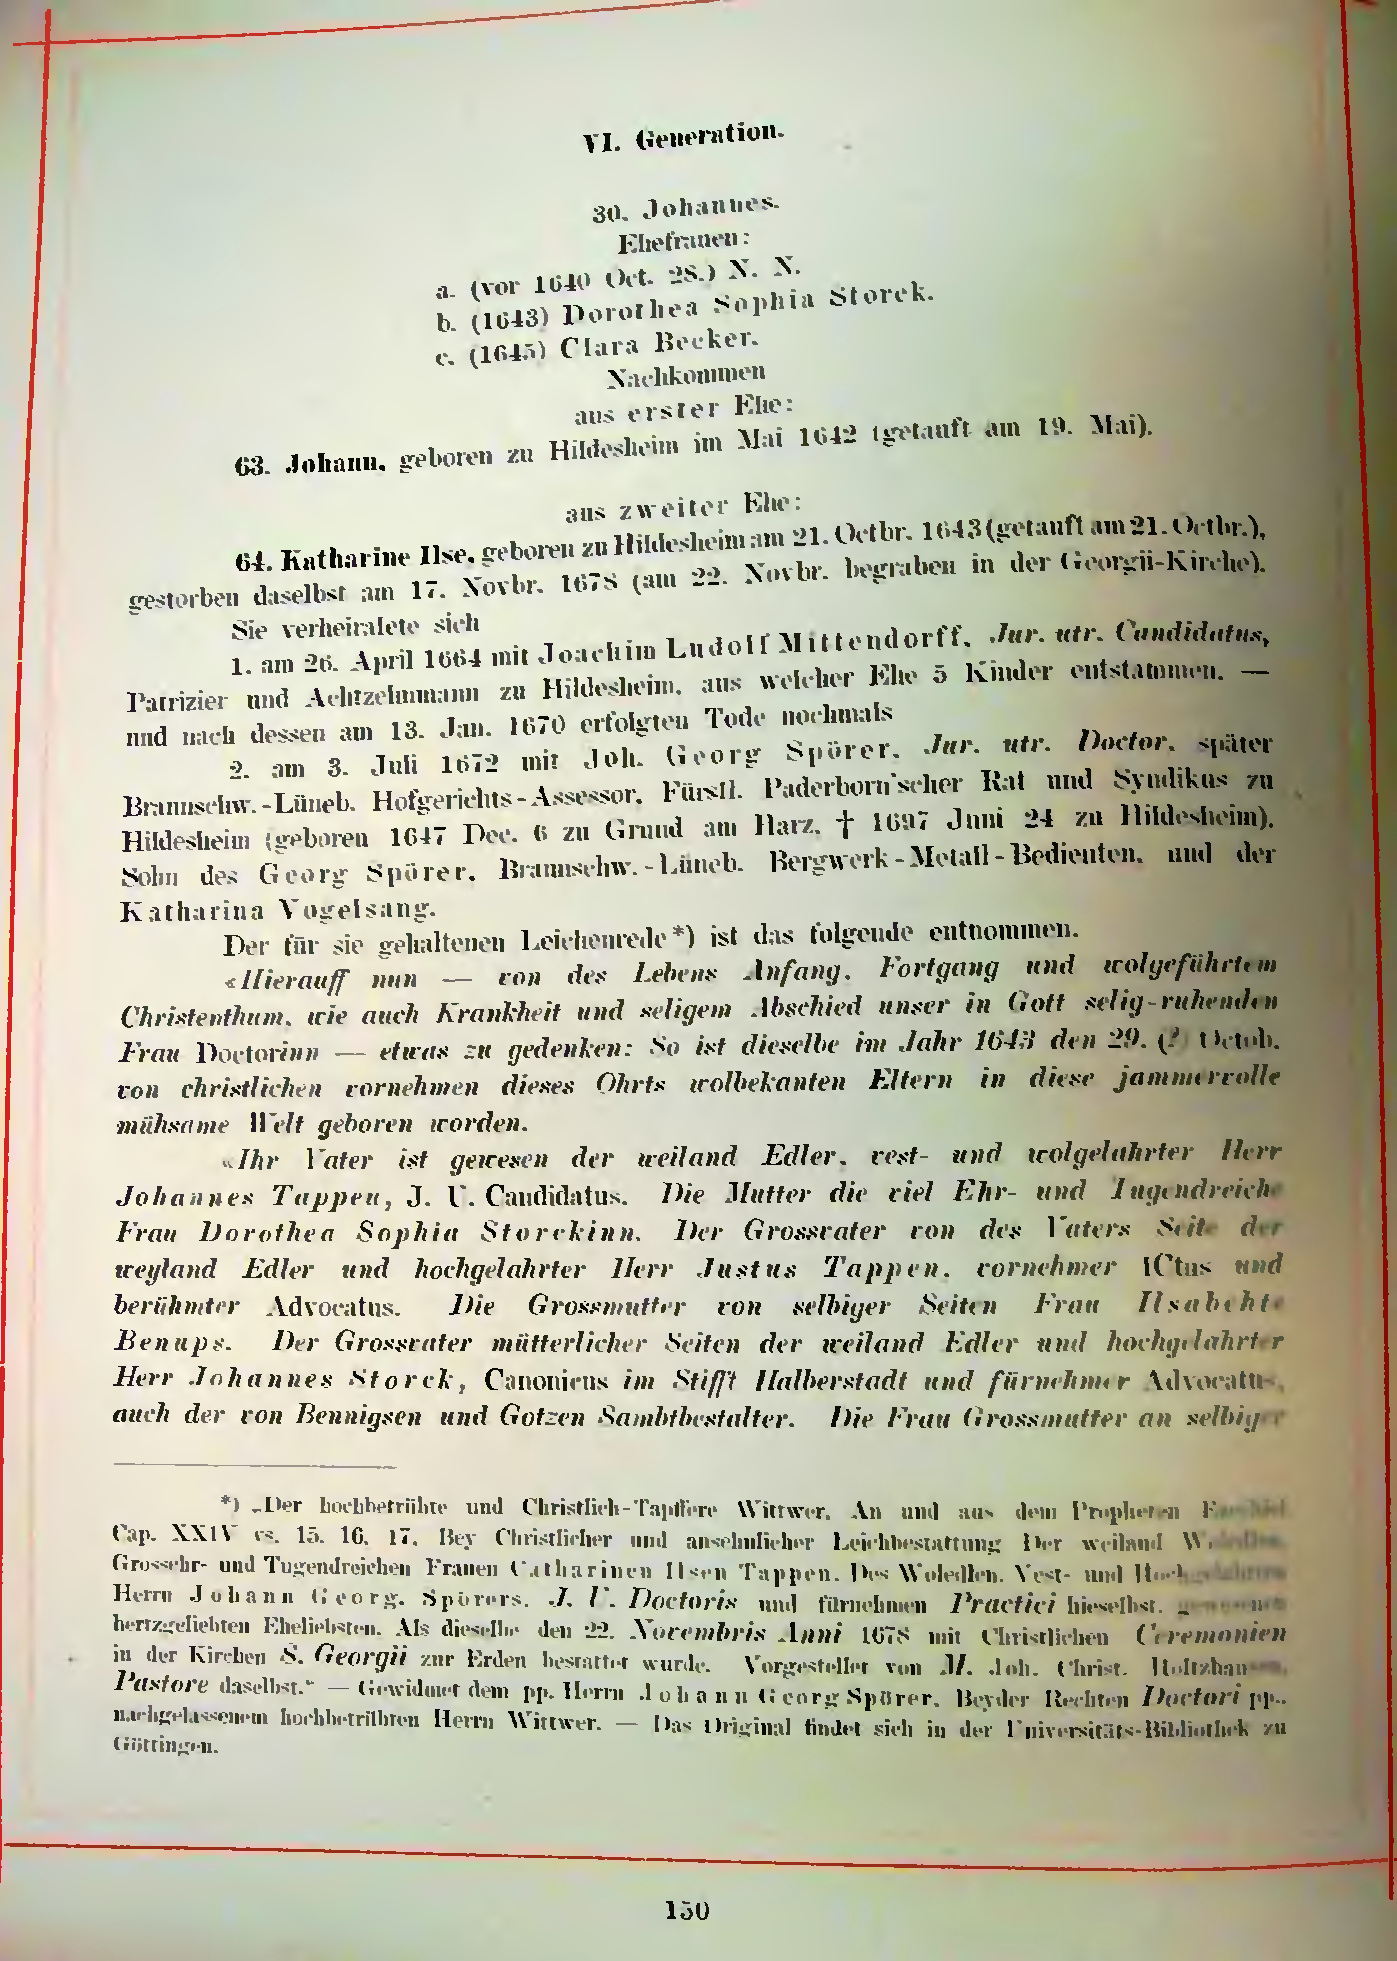 VI. Generation.
30. Johannes.
Ehefrauen:
a. (vor 1640 Oct. 28.) N. N.
b. (1643) Dorothea Sophia Storck.
c. (1645) Clara Becker.
Nachkommen
aus erster Ehe:
63. Johann, geboren zu Hildesheim im Mai 1642 (getauft am 19. Mai).
aus zweiter Ehe:
64. Katharine Ilse, geboren zu Hildesheim am 21. Octbr. 1643 (getauft am 21. Octbr.),
gestorben daselbst am 17. Novbr. 1678 (am 22. Novbr. begraben in der Georgii-Kirche).
Sie verheiratete sich
1. am 26. April 1664 mit Joachim Ludolf Mittendorff, Jur. utr. Candidatus,
Patrizier und Achtzehnmann zu Hildesheim, aus welcher Ehe 5 Kinder entstammen, —
und nach dessen am 13. Jan. 1670 erfolgten Tode nochmals
2. am 3. Juli 1672 mit Joh. Georg Spörer, Jur. utr. Doctor, später
Braunschw.-Lüneb. Hofgerichts-Assessor, Fürstl. Paderborn'scher Rat und Syndikus zu
Hildesheim (geboren 1647 Dec. 6 zu Grund am Harz, † 1697 Juni 24 zu Hildesheim),
Sohn des Georg Spörer, Braunschw.-Lüneb. Bergwerk-Metall-Bedienten, und der
Katharina Vogelsang.
Der für sie gehaltenen Leichenrede*) ist das folgende entnommen.
«Hierauff nun — von des Lebens Anfang, Fortgang und wolgeführtem
Christenthum, wie auch Krankheit und seligem Abschied unser in Gott selig-ruhenden
Frau Doctorinn — etwas zu gedenken: So ist dieselbe im Jahr 1643 den 29. (?) Octob.
von christlichen vornehmen dieses Ohrts wolbekanten Eltern in diese jammervolle
mühsame Welt geboren worden.
«Ihr Vater ist gewesen der weiland Edler, vest- und wolgelahrter Herr
Johannes Tappen, J. U. Candidatus. Die Mutter die viel Ehr- und Tugendreiche
Frau Dorothea Sophia Storckinn. Der Grossvater von des Vaters Seite der
weyland Edler und hochgelahrter Herr Justus Tappen, vornehmer ICtus und
berühmter Advocatus. Die Grossmutter von selbiger Seiten Frau Ilsabehte
Benups. Der Grossvater mütterlicher Seiten der weiland Edler und hochgelahrter
Herr Johannes Storck, Canonicus im Stifft Halberstadt und fürnehmer Advocatus,
auch der von Bennigsen und Gotzen Sambtbestalter. Die Frau Grossmutter an selbiger
*) „Der hochbetrübte und Christlich-Tapffere Wittwer, An und aus dem Propheten
Cap. XXIV vs. 15. 16. 17. Bey Christlicher und ansehnlicher Leichbestattung Der weiland
Grossehr- und Tugendreichen Frauen Catharinen Ilsen Tappen, Des Woledlen, Vest- und
Herrn Johann Georg. Spörers, J. U. Doctoris und fürnehmen Practici hieselbst,
hertzgeliebten Eheliebsten, Als dieselbe den 22. Novembris Anni 1678 mit Christlichen Ceremonien
in der Kirchen S. Georgii zur Erden bestattet wurde. Vorgestellet von M. Joh. Christ. Holtzhausen,
Pastore daselbst.“ — Gewidmet dem pp. Herrn Johann Georg Spörer, Beyder Rechten Doctori pp.,
nachgelassenem hochbetrübten Herrn Wittwer. — Das Original findet sich in der Universitäts-Bibliothek zu
Göttingen.
150